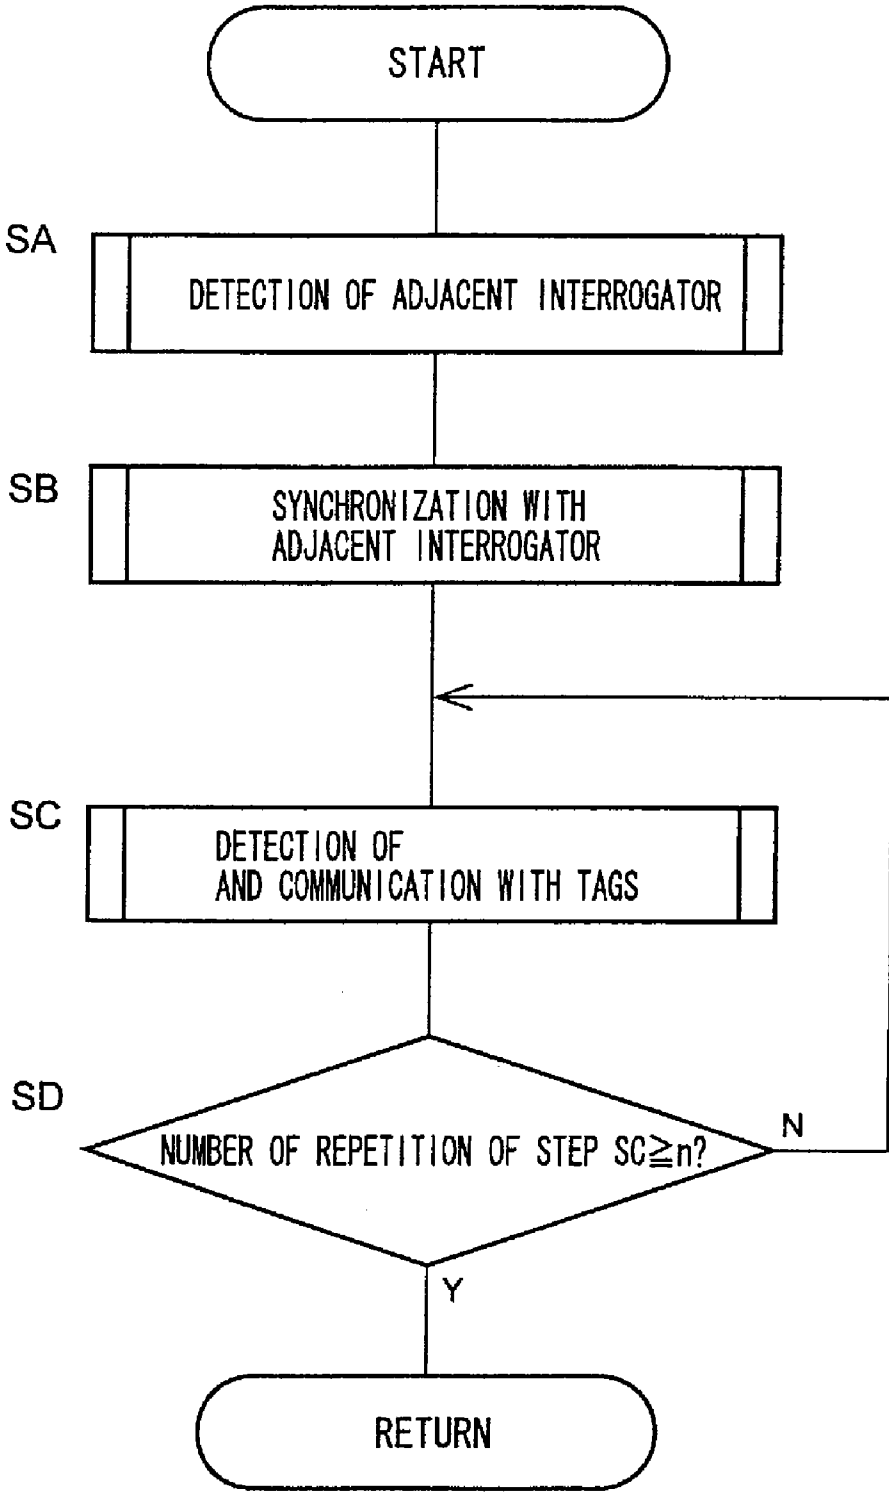 START
SA
DETECTION OF ADJACENT INTERROGATOR
SB
SYNCHRONIZATION WITH
ADJACENT INTERROGATOR
SC
DETECTION OF
AND COMMUNICATION WITH TAGS
SD
NUMBER OF REPETITION OF STEP SC≧n?
N
Y
RETURN